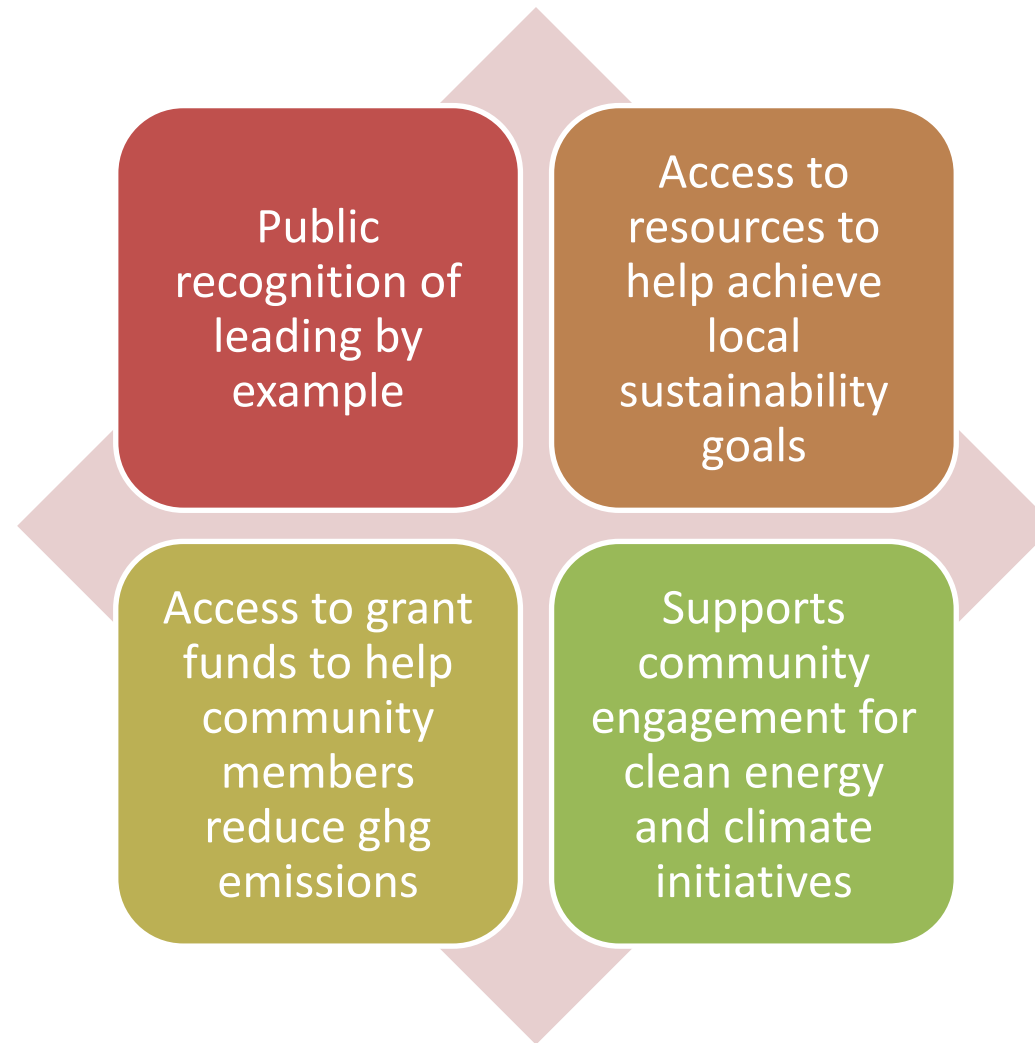 Public
recognition of
leading by
example
Access to
resources to
help achieve
local
sustainability
goals
Access to grant
funds to help
community
members
reduce ghg
emissions
Supports
community
engagement for
clean energy
and climate
initiatives